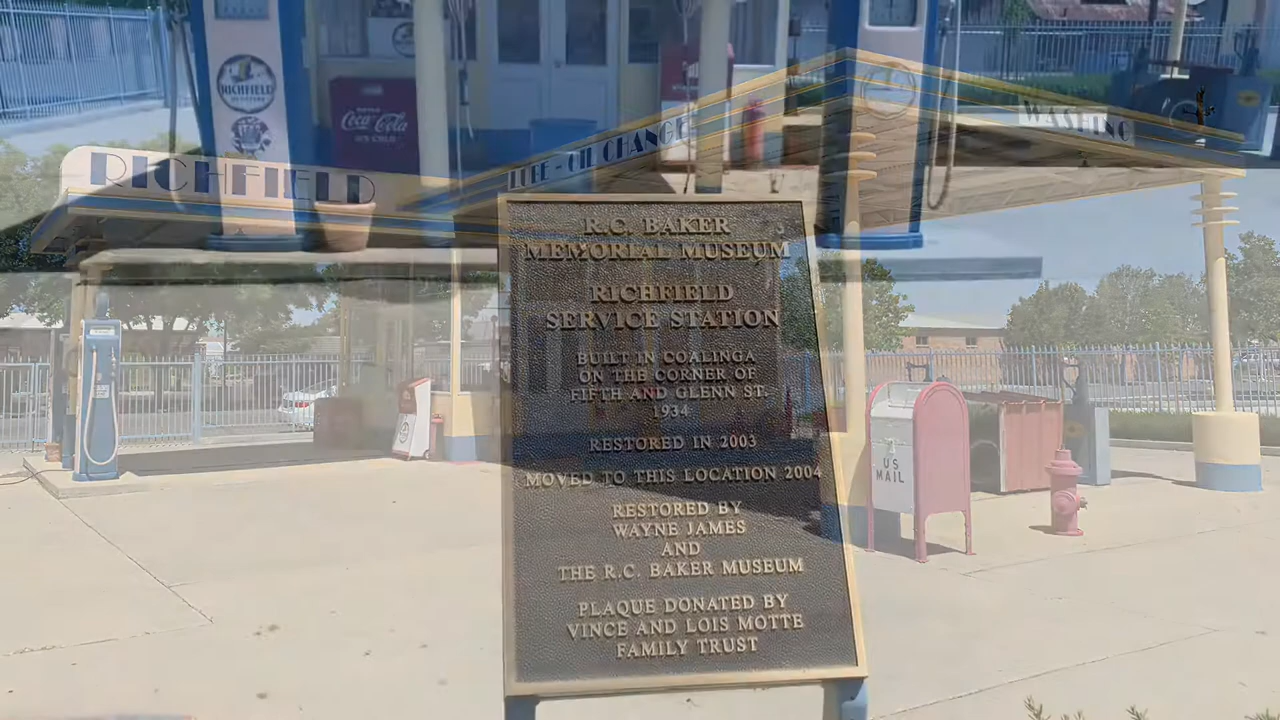 RICHFIELD
Coca-Cola
RICHFIELD
LUBE - OIL CHANGE
WASHING
R.C. BAKER
MEMORIAL MUSEUM
RICHFIELD
SERVICE STATION
BUILT IN COALINGA
ON THE CORNER OF
FIFTH AND GLENN ST.
1934
RESTORED IN 2003
MOVED TO THIS LOCATION 2004
RESTORED BY
WAYNE JAMES
AND
THE R.C. BAKER MUSEUM
PLAQUE DONATED BY
VINCE AND LOIS MOTTE
FAMILY TRUST
US
MAIL